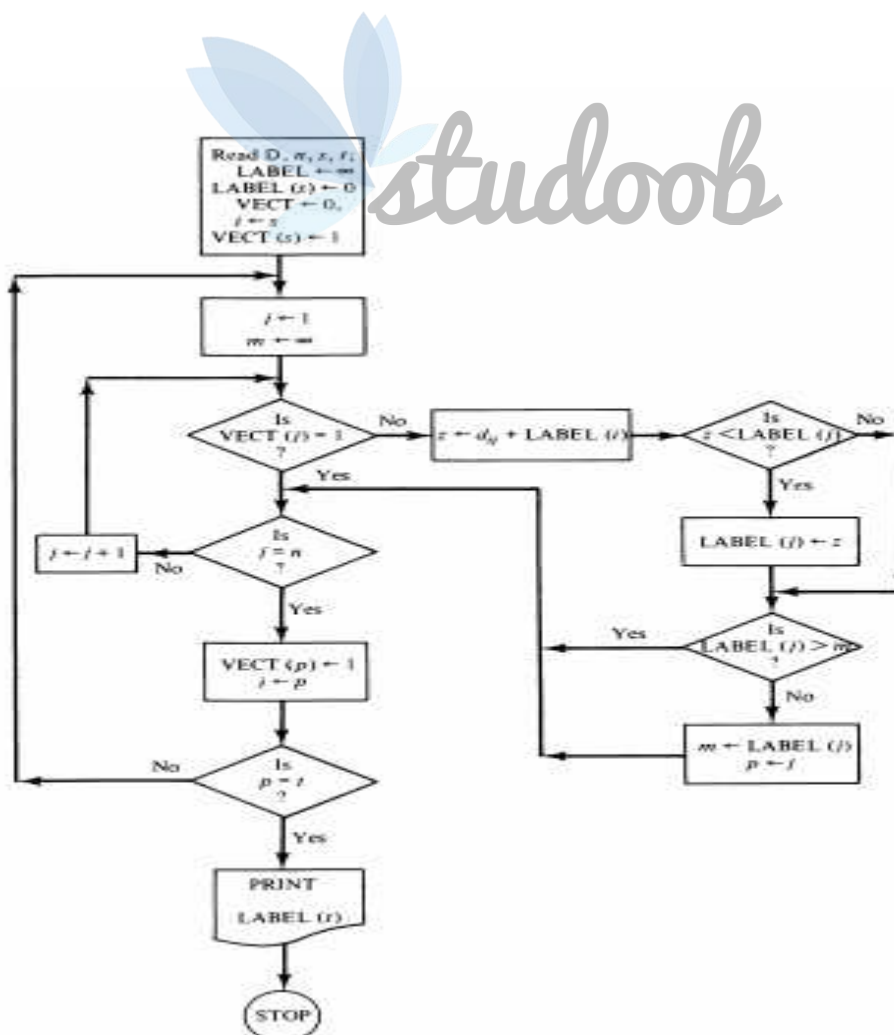 studoob
Read D, n, s, t;
LABEL ← ∞
LABEL (s) ← 0
VECT ← 0,
i ← s
VECT (s) ← 1
j ← 1
m ← ∞
Is
VECT (j) = 1
?
No
z ← dij + LABEL (i)
Is
z < LABEL (j)
?
No
Yes
Yes
LABEL (j) ← z
Is
j = n
?
j ← j + 1
No
Yes
Is
LABEL (j) > m
?
Yes
No
VECT (p) ← 1
i ← p
m ← LABEL (j)
p ← j
Is
p = t
?
No
Yes
PRINT
LABEL (t)
STOP